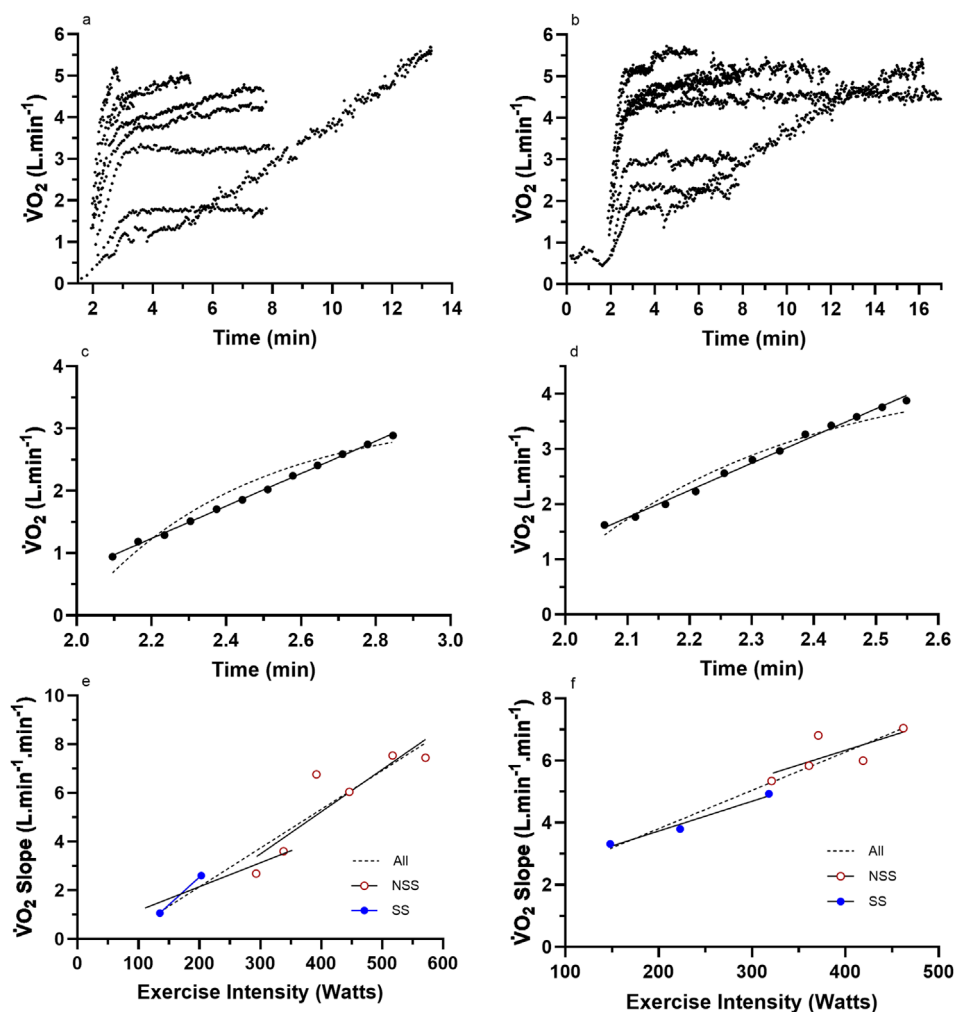 a
V̇O₂ (L.min⁻¹)
6
5
4
3
2
1
0
2 4 6 8 10 12 14
Time (min)
b
V̇O₂ (L.min⁻¹)
6
5
4
3
2
1
0
0 2 4 6 8 10 12 14 16
Time (min)
c
V̇O₂ (L.min⁻¹)
4
3
2
1
0
2.0 2.2 2.4 2.6 2.8 3.0
Time (min)
d
V̇O₂ (L.min⁻¹)
4
3
2
1
0
2.0 2.1 2.2 2.3 2.4 2.5 2.6
Time (min)
e
V̇O₂ Slope (L.min⁻¹.min⁻¹)
10
8
6
4
2
0
All
NSS
SS
0 100 200 300 400 500 600
Exercise Intensity (Watts)
f
V̇O₂ Slope (L.min⁻¹.min⁻¹)
8
6
4
2
0
All
NSS
SS
100 200 300 400 500
Exercise Intensity (Watts)